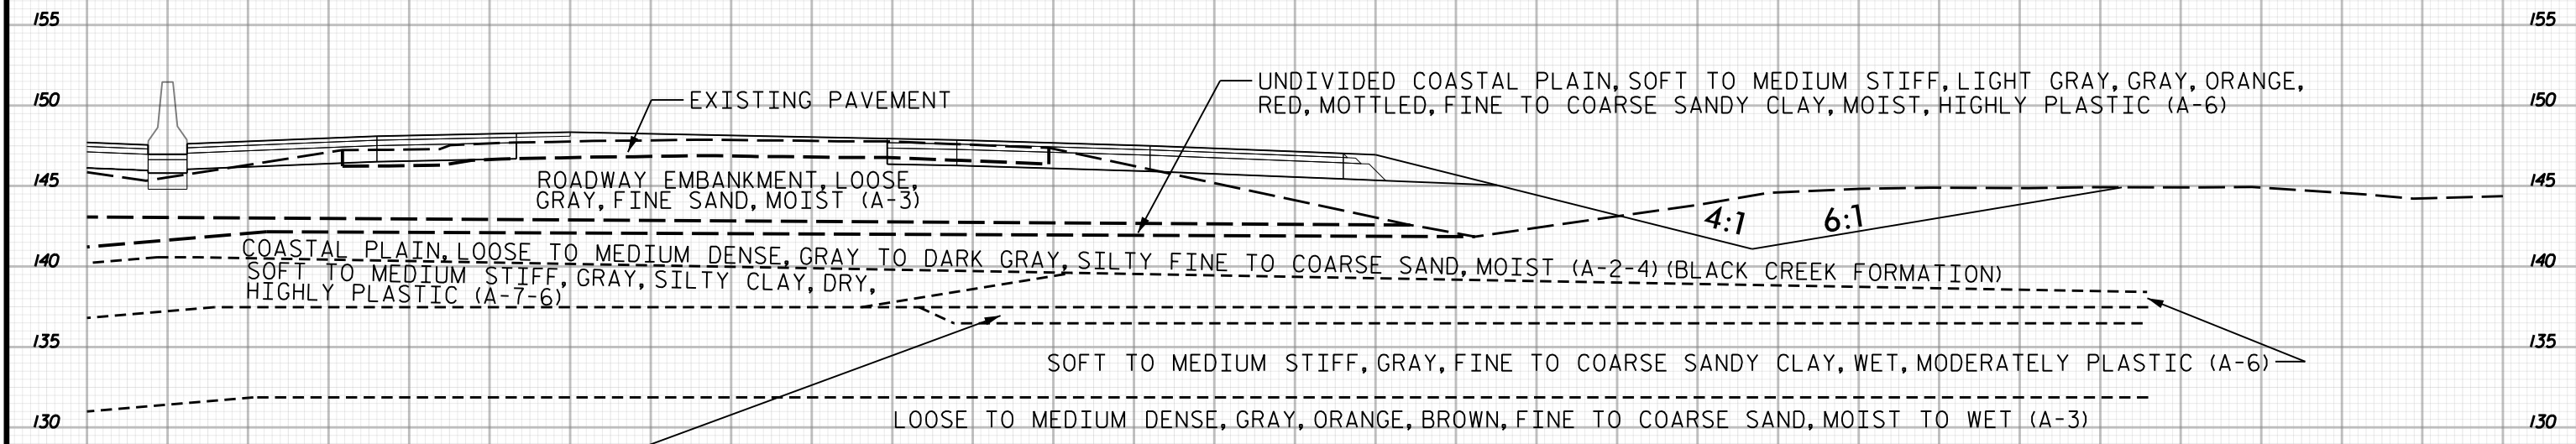 155 155
UNDIVIDED COASTAL PLAIN, SOFT TO MEDIUM STIFF, LIGHT GRAY, GRAY, ORANGE,
RED, MOTTLED, FINE TO COARSE SANDY CLAY, MOIST, HIGHLY PLASTIC (A-6)
150 EXISTING PAVEMENT 150
145 145
ROADWAY EMBANKMENT, LOOSE,
GRAY, FINE SAND, MOIST (A-3)
4:1 6:1
COASTAL PLAIN, LOOSE TO MEDIUM DENSE, GRAY TO DARK GRAY, SILTY FINE TO COARSE SAND, MOIST (A-2-4) (BLACK CREEK FORMATION)
140 140
SOFT TO MEDIUM STIFF, GRAY, SILTY CLAY, DRY,
HIGHLY PLASTIC (A-7-6)
135 135
SOFT TO MEDIUM STIFF, GRAY, FINE TO COARSE SANDY CLAY, WET, MODERATELY PLASTIC (A-6)
130 130
LOOSE TO MEDIUM DENSE, GRAY, ORANGE, BROWN, FINE TO COARSE SAND, MOIST TO WET (A-3)